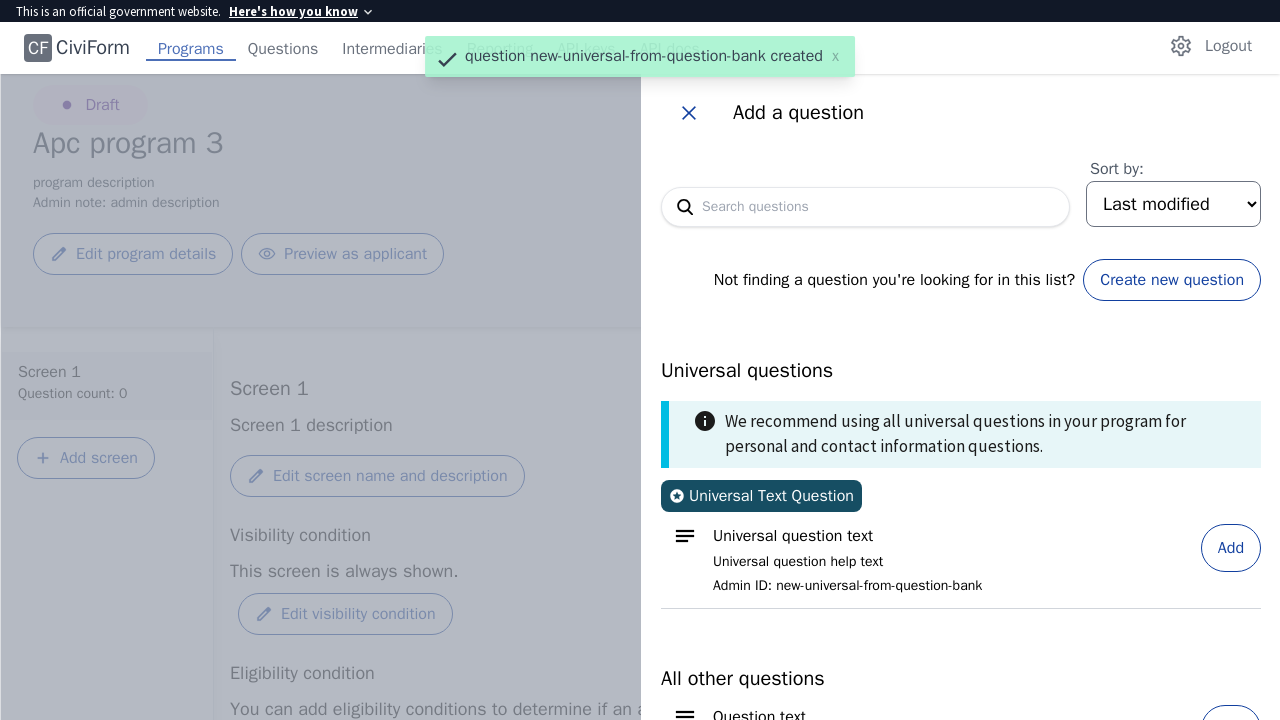 This is an official government website. Here's how you know
CF CiviForm Programs Questions Intermediaries Reporting API keys API docs Logout
question new-universal-from-question-bank created x
Draft
Apc program 3
program description
Admin note: admin description
Edit program details Preview as applicant
Screen 1
Question count: 0
Add screen
Screen 1
Screen 1 description
Edit screen name and description
Visibility condition
This screen is always shown.
Edit visibility condition
Eligibility condition
You can add eligibility conditions to determine if an a
Add a question
Sort by:
Search questions
Last modified
Not finding a question you're looking for in this list? Create new question
Universal questions
We recommend using all universal questions in your program for
personal and contact information questions.
Universal Text Question
Universal question text
Universal question help text
Admin ID: new-universal-from-question-bank
Add
All other questions
Question text